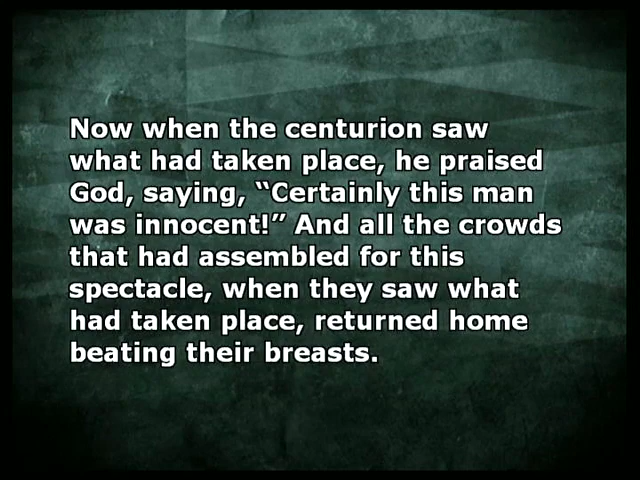 Now when the centurion saw
what had taken place, he praised
God, saying, “Certainly this man
was innocent!” And all the crowds
that had assembled for this
spectacle, when they saw what
had taken place, returned home
beating their breasts.